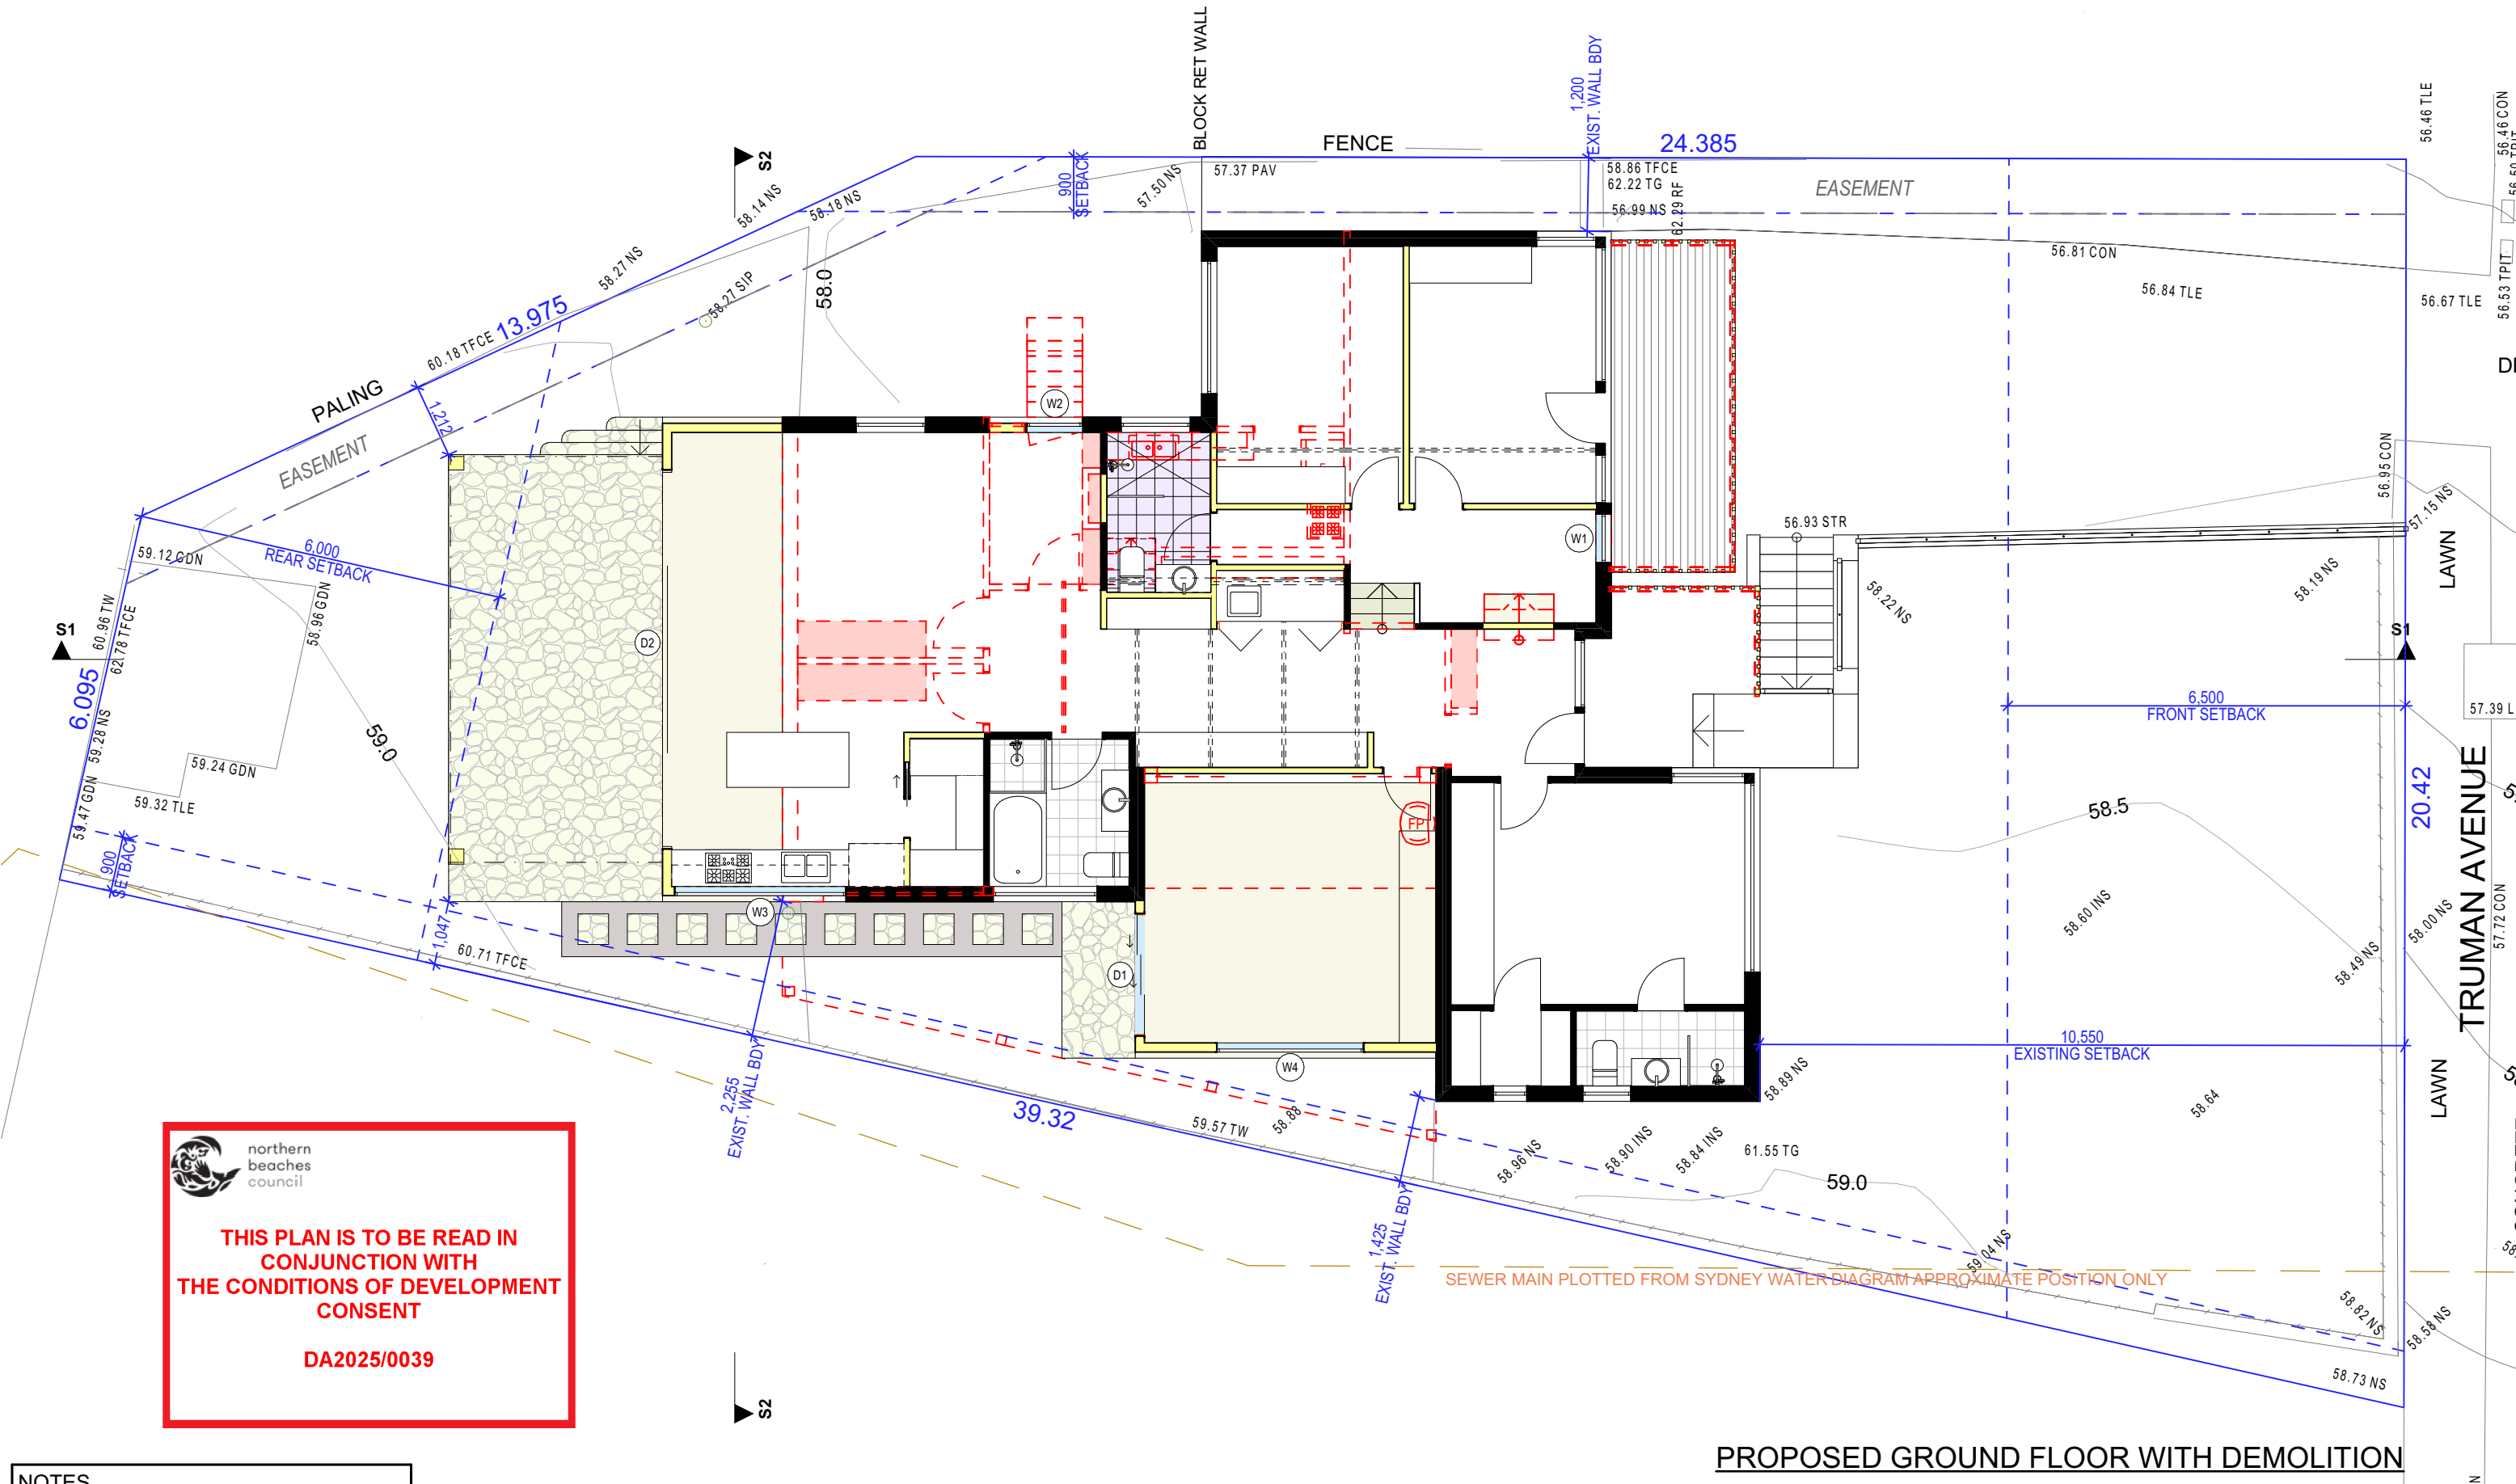 BLOCK RET WALL
1,200
EXIST. WALL BDY
FENCE
24.385
56.46 TLE
56.46 CON
S2
900
SETBACK
57.50 NS
57.37 PAV
58.86 TFCE
62.22 TG
62.29 RF
56.99 NS
EASEMENT
58.14 NS
58.18 NS
58.27 NS
58.27 SIP
58.0
56.81 CON
56.84 TLE
56.67 TLE
56.53 TPIT
60.18 TFCE
13.975
PALING
EASEMENT
1,212
W2
56.95 CON
57.15 NS
LAWN
56.93 STR
58.22 NS
58.19 NS
W1
59.12 GDN
6,000
REAR SETBACK
58.96 GDN
60.96 TW
62.78 TFCE
S1
6.095
D2
S1
6,500
FRONT SETBACK
57.39 L
59.28 NS
59.24 GDN
59.0
59.32 TLE
59.47 GDN
900
SETBACK
FP
58.5
20.42
TRUMAN AVENUE
57.72 CON
W3
1,047
60.71 TFCE
D1
58.60 INS
58.49 NS
58.00 NS
10,550
EXISTING SETBACK
LAWN
W4
2,255
EXIST. WALL BDY
39.32
59.57 TW
58.88
58.89 NS
58.64
58.96 NS
58.90 INS
58.84 INS
61.55 TG
59.0
1,425
EXIST. WALL BDY
59.04 NS
SEWER MAIN PLOTTED FROM SYDNEY WATER DIAGRAM APPROXIMATE POSITION ONLY
58.82 NS
58.58 NS
58.73 NS
northern
beaches
council
THIS PLAN IS TO BE READ IN
CONJUNCTION WITH
THE CONDITIONS OF DEVELOPMENT
CONSENT
DA2025/0039
S2
PROPOSED GROUND FLOOR WITH DEMOLITION
NOTES